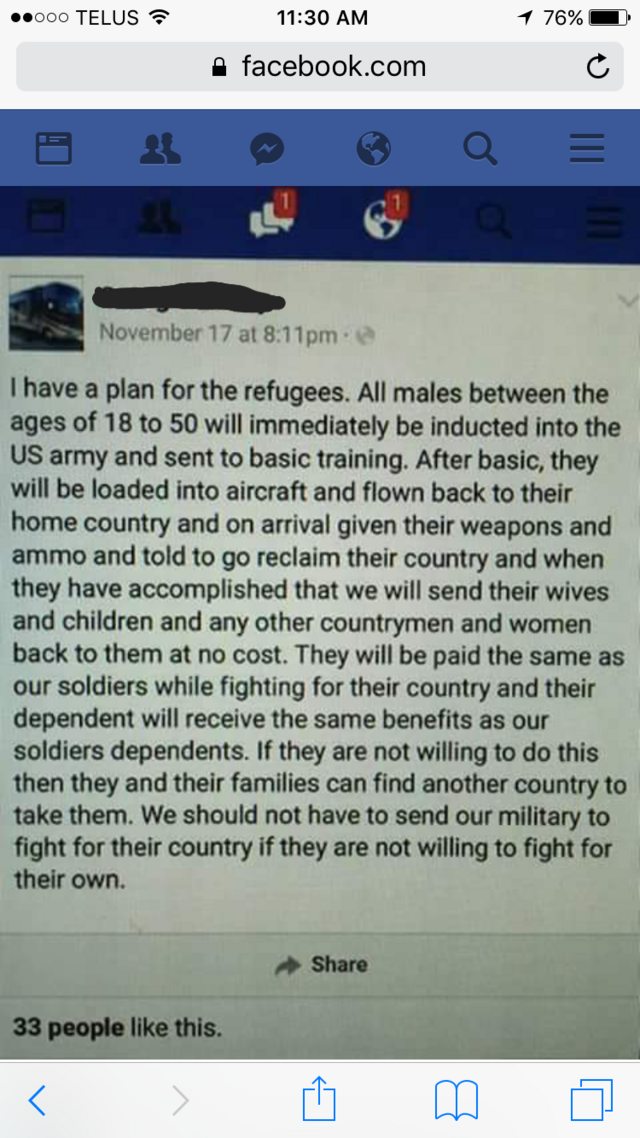 TELUS 11:30 AM 76%
facebook.com
1 1
November 17 at 8:11pm ·
I have a plan for the refugees. All males between the
ages of 18 to 50 will immediately be inducted into the
US army and sent to basic training. After basic, they
will be loaded into aircraft and flown back to their
home country and on arrival given their weapons and
ammo and told to go reclaim their country and when
they have accomplished that we will send their wives
and children and any other countrymen and women
back to them at no cost. They will be paid the same as
our soldiers while fighting for their country and their
dependent will receive the same benefits as our
soldiers dependents. If they are not willing to do this
then they and their families can find another country to
take them. We should not have to send our military to
fight for their country if they are not willing to fight for
their own.
Share
33 people like this.